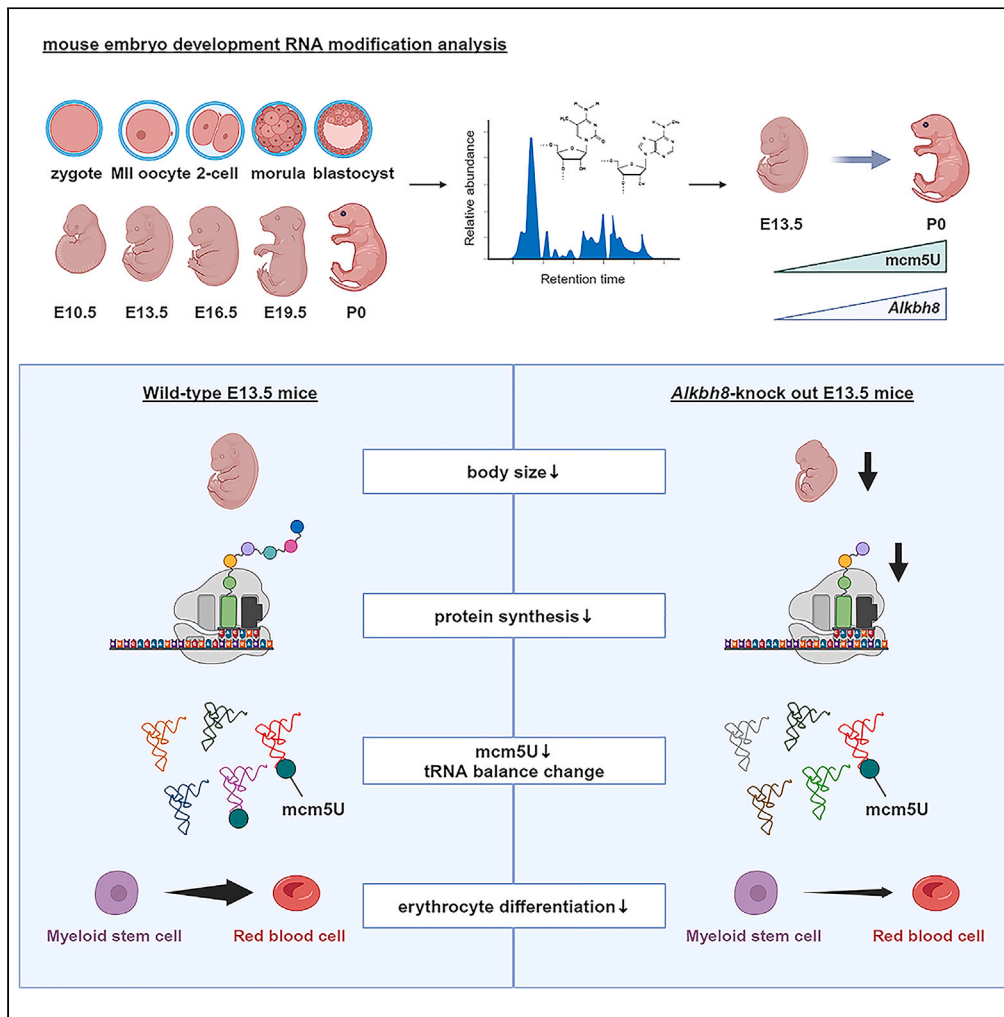 mouse embryo development RNA modification analysis
zygote MII oocyte 2-cell morula blastocyst
E10.5 E13.5 E16.5 E19.5 P0
Relative abundance
Retention time
E13.5 P0
mcm5U
Alkbh8
Wild-type E13.5 mice
Alkbh8-knock out E13.5 mice
body size↓
protein synthesis↓
mcm5U↓
tRNA balance change
mcm5U
mcm5U
erythrocyte differentiation↓
Myeloid stem cell Red blood cell
Myeloid stem cell Red blood cell